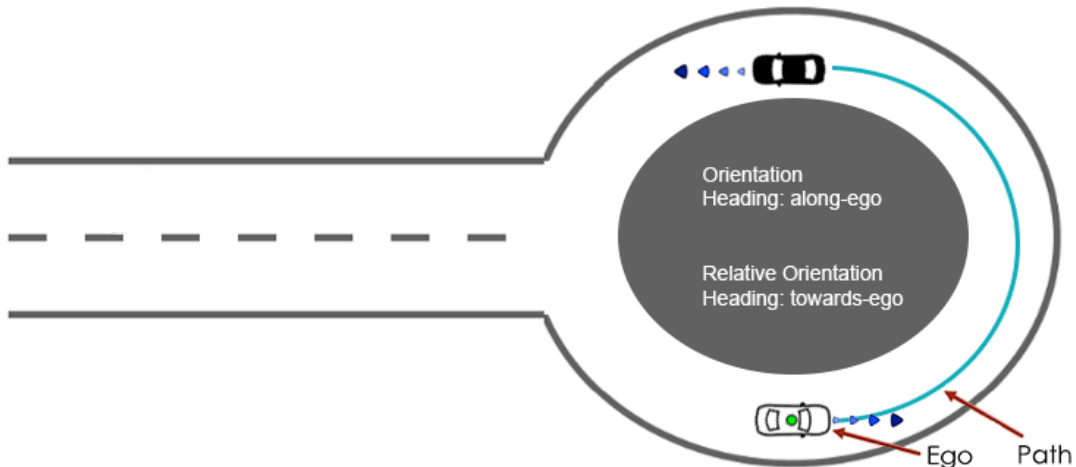 Orientation
Heading: along-ego
Relative Orientation
Heading: towards-ego
Ego
Path